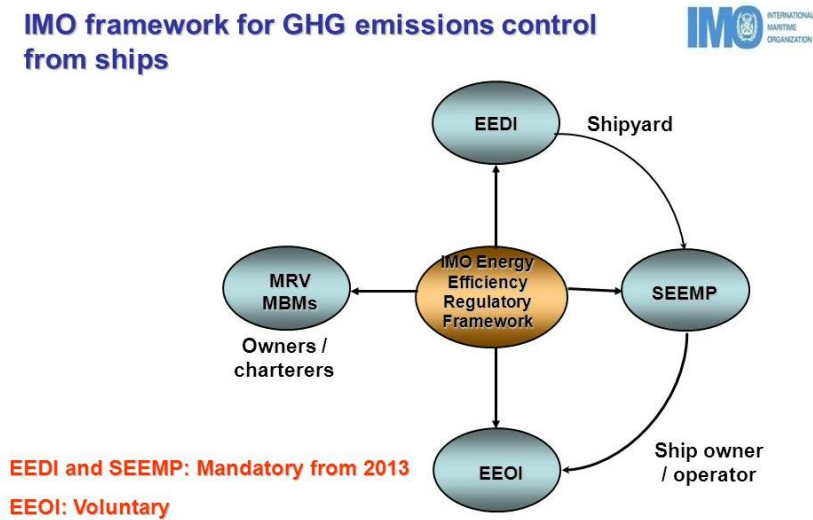 IMO framework for GHG emissions control
from ships
IMO
INTERNATIONAL
MARITIME
ORGANIZATION
EEDI
Shipyard
MRV
MBMs
IMO Energy
Efficiency
Regulatory
Framework
SEEMP
Owners /
charterers
EEOI
Ship owner
/ operator
EEDI and SEEMP: Mandatory from 2013
EEOI: Voluntary